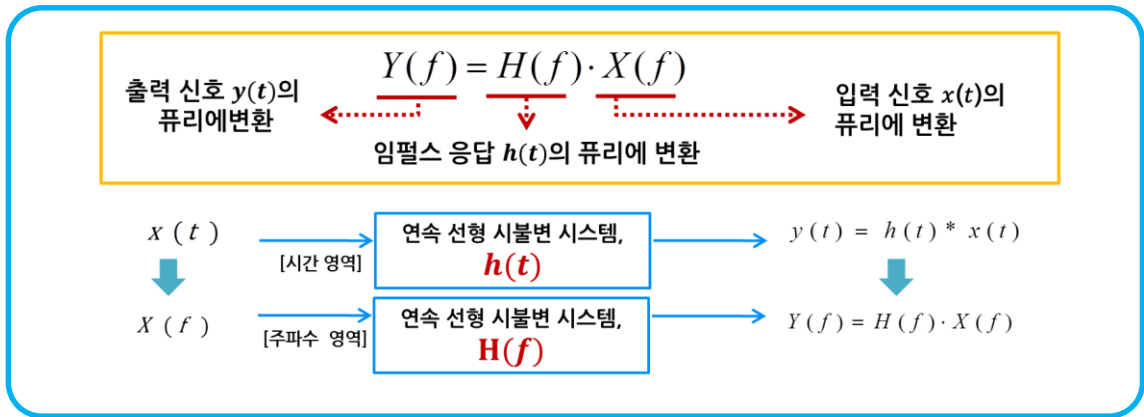 Y(f) = H(f) · X(f)
출력 신호 y(t)의
퓨리에변환
입력 신호 x(t)의
퓨리에 변환
임펄스 응답 h(t)의 퓨리에 변환
x (t)
[시간 영역]
연속 선형 시불변 시스템,
h(t)
y(t) = h(t) * x(t)
X(f)
[주파수 영역]
연속 선형 시불변 시스템,
H(f)
Y(f) = H(f) · X(f)